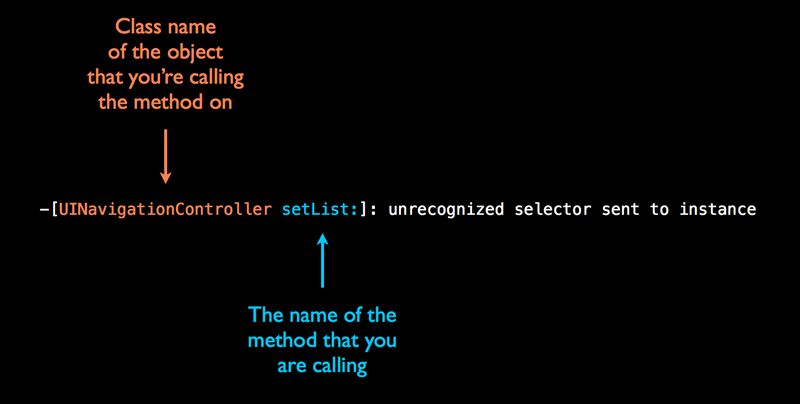 Class name
of the object
that you're calling
the method on
-[UINavigationController setList:]: unrecognized selector sent to instance
The name of the
method that you
are calling